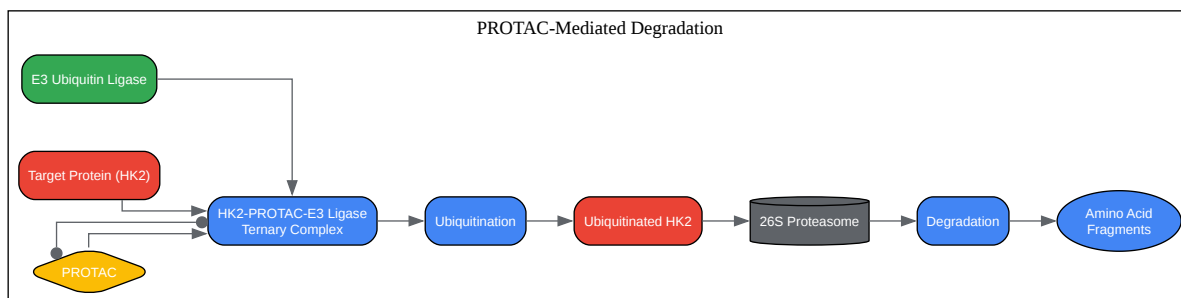 PROTAC-Mediated Degradation
E3 Ubiquitin Ligase
Target Protein (HK2)
HK2-PROTAC-E3 Ligase
Ternary Complex
Ubiquitination
Ubiquitinated HK2
26S Proteasome
Degradation
Amino Acid
Fragments
PROTAC